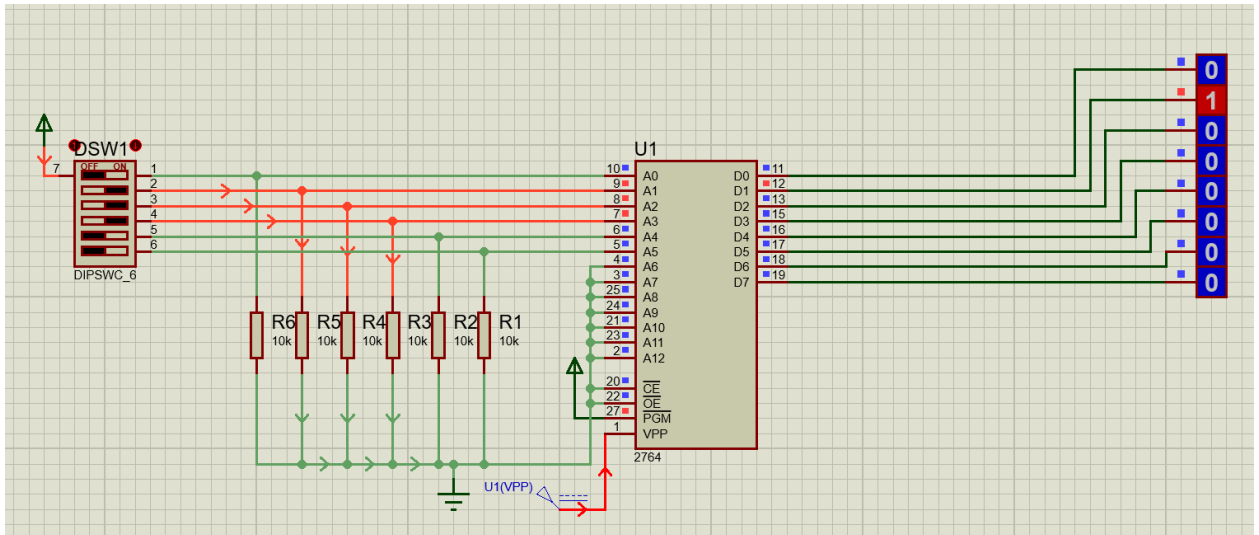 DSW1
OFF ON
7
1
2
3
4
5
6
DIPSWC_6
R6
10k
R5
10k
R4
10k
R3
10k
R2
10k
R1
10k
U1
10 A0 D0 11
9 A1 D1 12
8 A2 D2 13
7 A3 D3 15
6 A4 D4 16
5 A5 D5 17
4 A6 D6 18
3 A7 D7 19
25 A8
24 A9
21 A10
23 A11
2 A12
20 CE
22 OE
27 PGM
1 VPP
2764
U1(VPP)
0
1
0
0
0
0
0
0